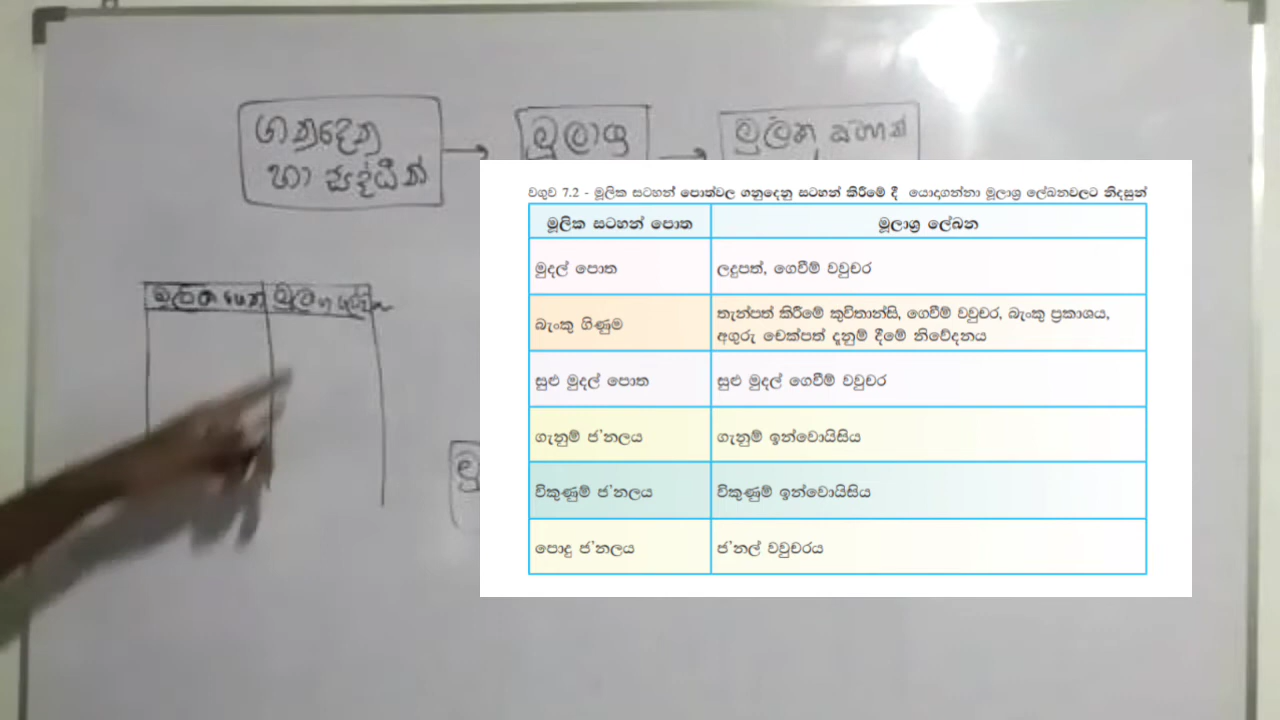 ගනුදෙනු
හා සිද්ධීන්
මූලාශ්‍ර
මූලික සටහන්
වගුව 7.2 - මූලික සටහන් පොත්වල ගනුදෙනු සටහන් කිරීමේ දී යොදාගන්නා මූලාශ්‍ර ලේඛනවලට නිදසුන්
මූලික සටහන් පොත
මූලාශ්‍ර ලේඛන
මුදල් පොත
ලදුපත්, ගෙවීම් වවුචර
බැංකු ගිණුම
තැන්පත් කිරීමේ කුවිතාන්සි, ගෙවීම් වවුචර, බැංකු ප්‍රකාශය,
අගුරු චෙක්පත් දැනුම් දීමේ නිවේදනය
සුළු මුදල් පොත
සුළු මුදල් ගෙවීම් වවුචර
ගැනුම් ජ'නලය
ගැනුම් ඉන්වොයිසිය
විකුණුම් ජ'නලය
විකුණුම් ඉන්වොයිසිය
පොදු ජ'නලය
ජ'නල් වවුචරය